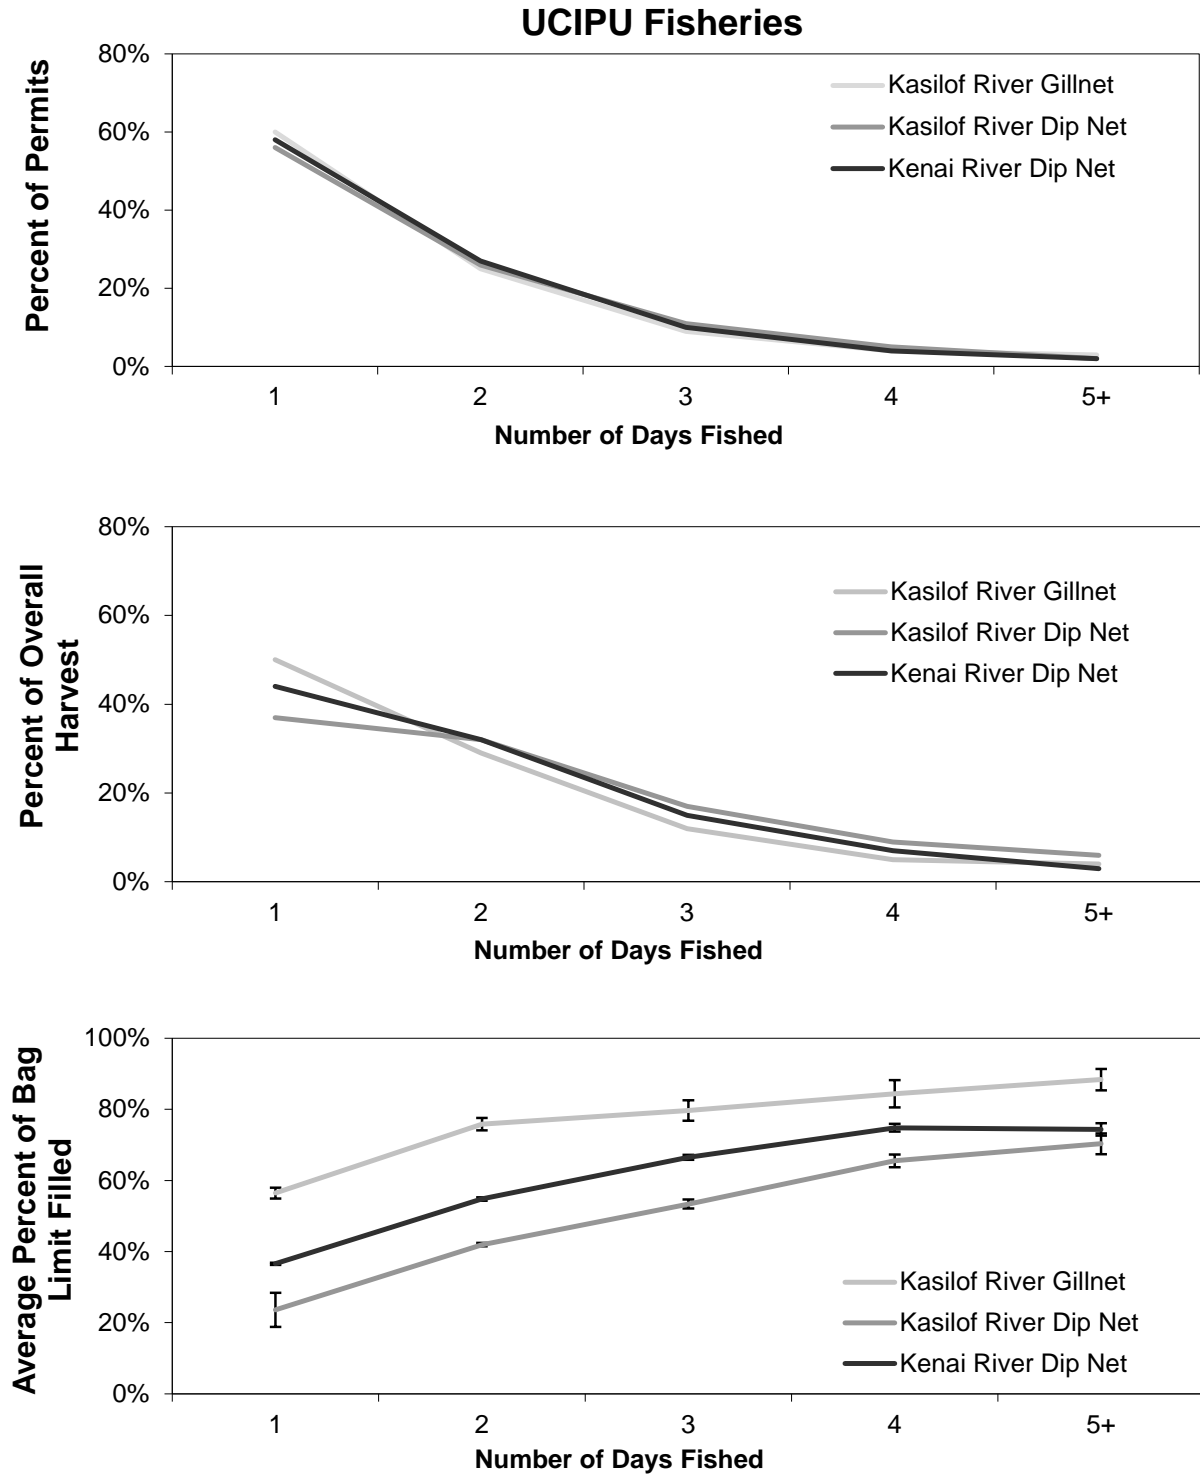 UCIPU Fisheries
Percent of Permits
80%
60%
40%
20%
0%
Kasilof River Gillnet
Kasilof River Dip Net
Kenai River Dip Net
1 2 3 4 5+
Number of Days Fished
Percent of Overall
Harvest
80%
60%
40%
20%
0%
Kasilof River Gillnet
Kasilof River Dip Net
Kenai River Dip Net
1 2 3 4 5+
Number of Days Fished
Average Percent of Bag
Limit Filled
100%
80%
60%
40%
20%
0%
Kasilof River Gillnet
Kasilof River Dip Net
Kenai River Dip Net
1 2 3 4 5+
Number of Days Fished